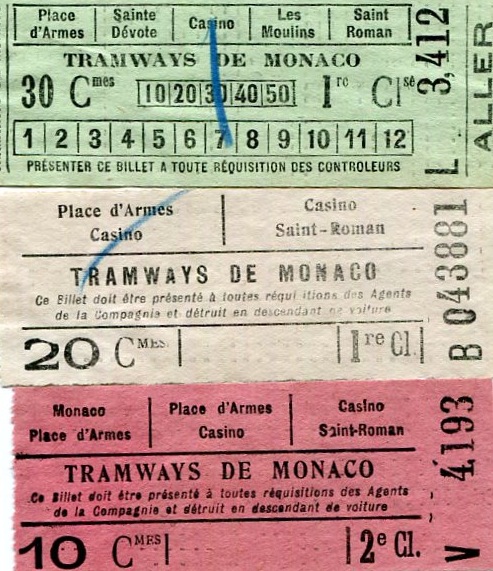 Place d'Armes | Sainte Dévote | Casino | Les Moulins | Saint Roman
TRAMWAYS DE MONACO
30 Cmes 10 20 30 40 50 1re Clse
1 2 3 4 5 6 7 8 9 10 11 12
PRÉSENTER CE BILLET A TOUTE RÉQUISITION DES CONTROLEURS
L 3,412
ALLER
Place d'Armes Casino | Casino Saint-Roman
TRAMWAYS DE MONACO
Ce Billet doit être présenté à toutes réqui itions des Agents
de la Compagnie et détruit en descendant de voiture
20 CMES 1re Cl.
B 043881
Monaco Place d'Armes | Place d'Armes Casino | Casino Saint-Roman
TRAMWAYS DE MONACO
Ce Billet doit être présenté à toutes réquisitions des Agents
de la Compagnie et détruit en descendant de voiture
10 CMES 2e Cl.
V 4193